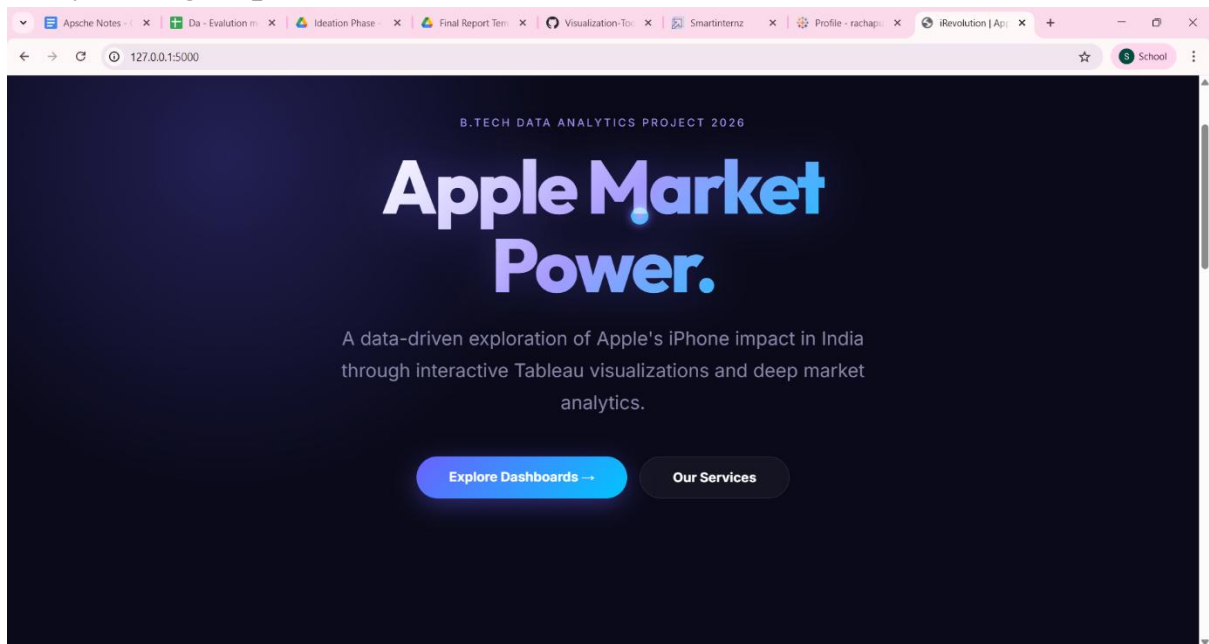 Apsche Notes -
Da - Evalution m
Ideation Phase -
Final Report Tem
Visualization-Too
Smartinternz
Profile - rachapu
iRevolution | App
127.0.0.1:5000
S School
B.TECH DATA ANALYTICS PROJECT 2026
Apple Market
Power.
A data-driven exploration of Apple's iPhone impact in India
through interactive Tableau visualizations and deep market
analytics.
Explore Dashboards →
Our Services